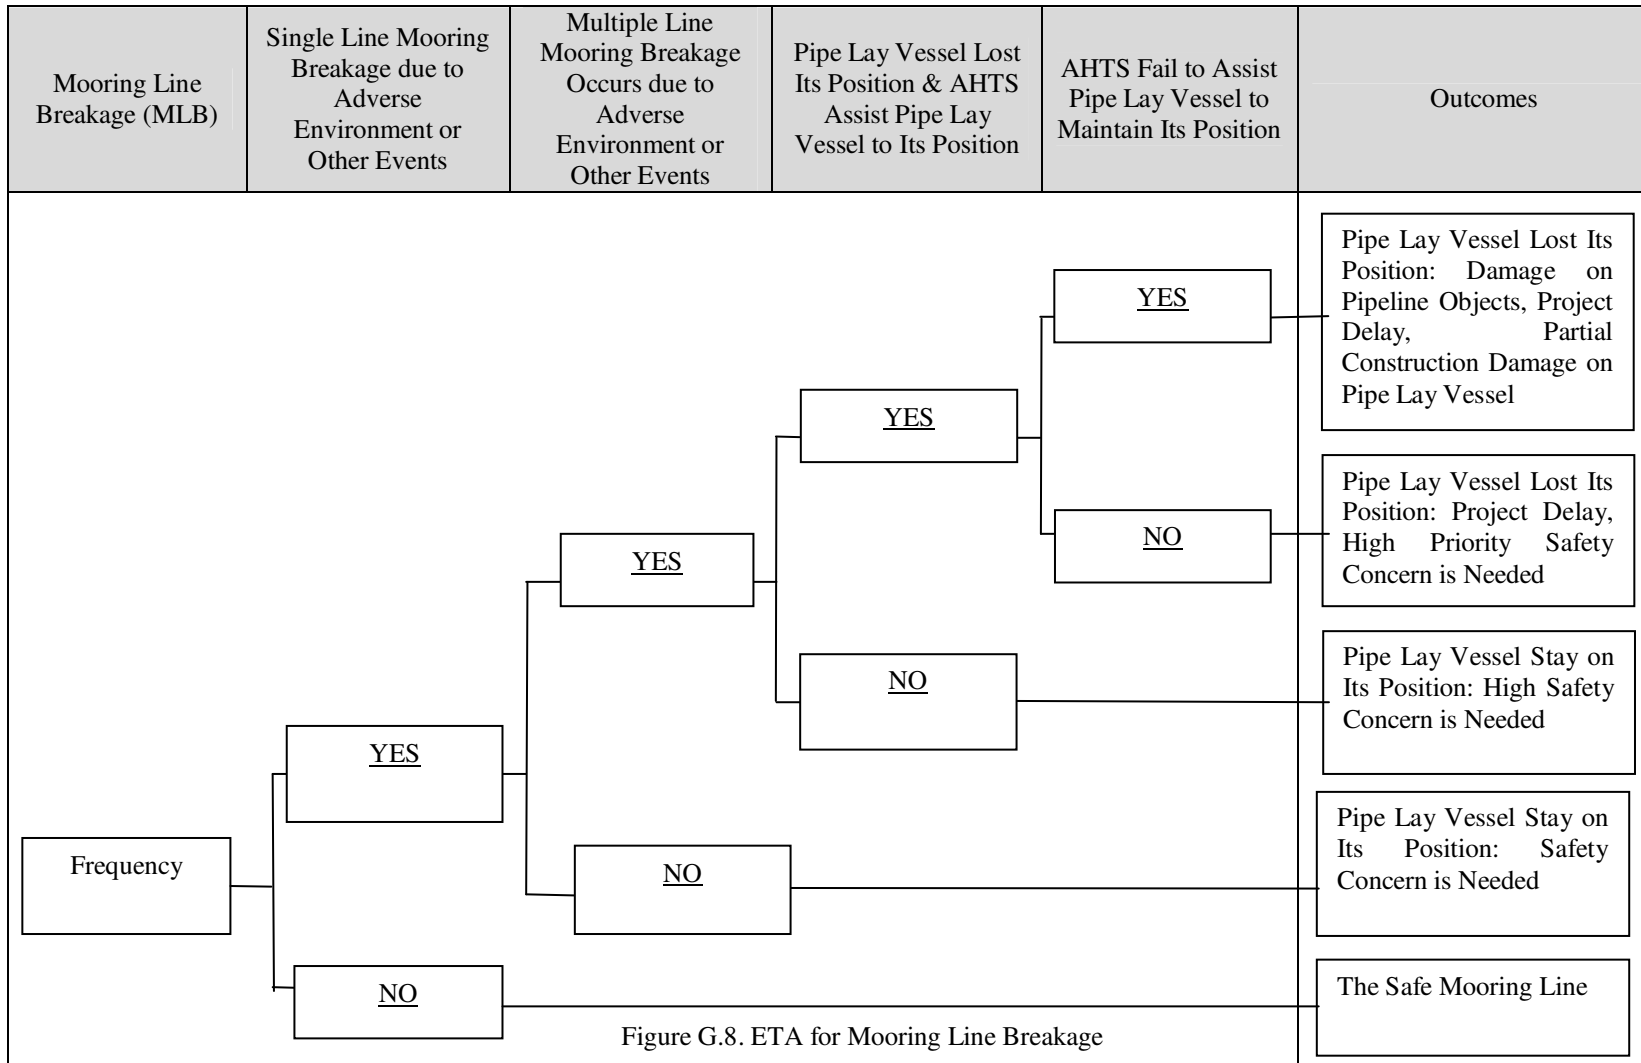 Mooring Line
Breakage (MLB)
Single Line Mooring
Breakage due to
Adverse
Environment or
Other Events
Multiple Line
Mooring Breakage
Occurs due to
Adverse
Environment or
Other Events
Pipe Lay Vessel Lost
Its Position & AHTS
Assist Pipe Lay
Vessel to Its Position
AHTS Fail to Assist
Pipe Lay Vessel to
Maintain Its Position
Outcomes
Frequency
YES
NO
YES
NO
YES
NO
YES
NO
Pipe Lay Vessel Lost Its
Position: Damage on
Pipeline Objects, Project
Delay, Partial
Construction Damage on
Pipe Lay Vessel
Pipe Lay Vessel Lost Its
Position: Project Delay,
High Priority Safety
Concern is Needed
Pipe Lay Vessel Stay on
Its Position: High Safety
Concern is Needed
Pipe Lay Vessel Stay on
Its Position: Safety
Concern is Needed
The Safe Mooring Line
Figure G.8. ETA for Mooring Line Breakage